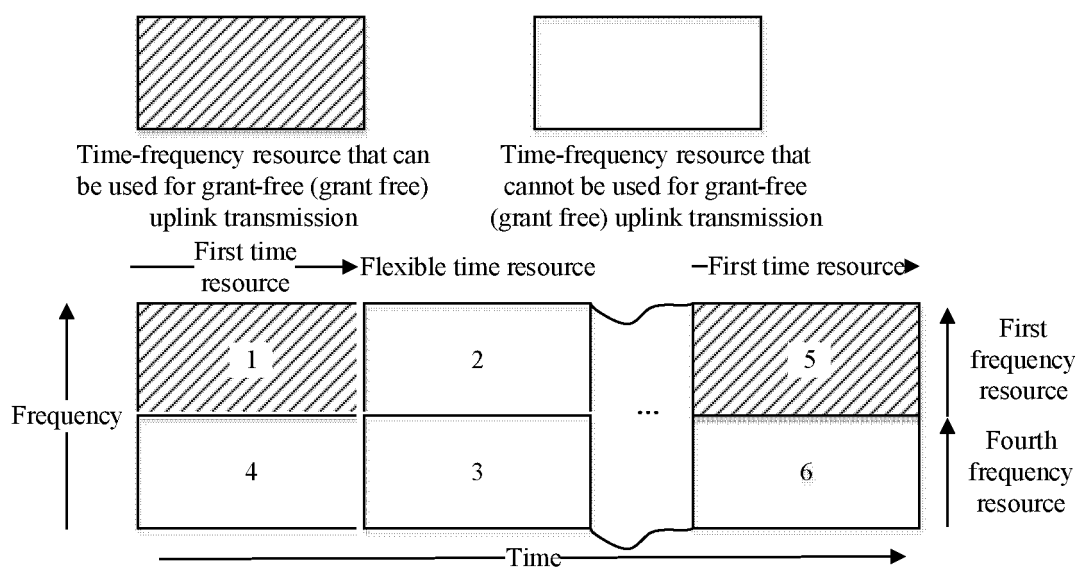 Time-frequency resource that can
be used for grant-free (grant free)
uplink transmission
Time-frequency resource that
cannot be used for grant-free
(grant free) uplink transmission
First time
resource
Flexible time resource
First time resource
1
2
5
First
frequency
resource
Frequency
...
4
3
6
Fourth
frequency
resource
Time